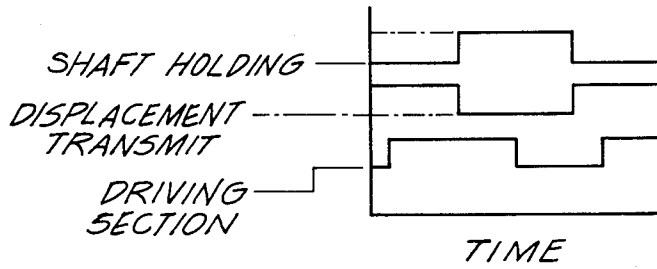 SHAFT HOLDING
DISPLACEMENT
TRANSMIT
DRIVING
SECTION
TIME